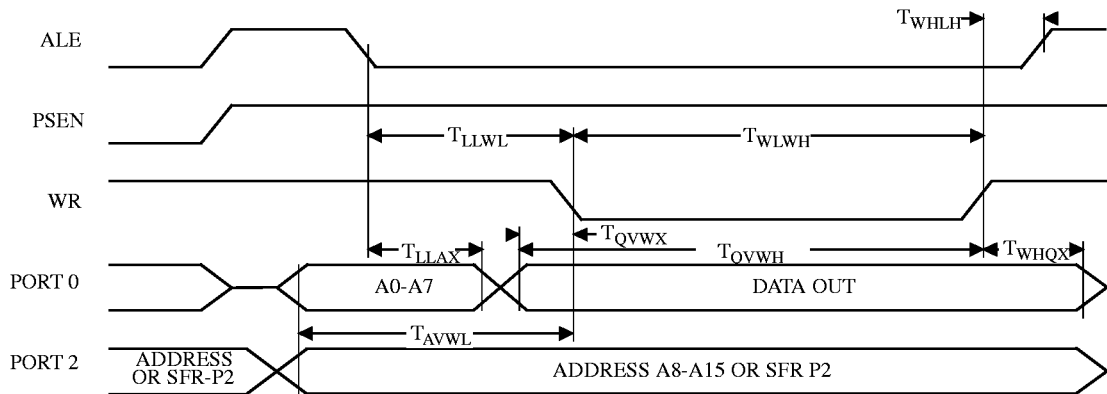 T_WHLH
ALE
PSEN
T_LLWL T_WLWH
WR
T_QVWX
T_LLAX T_QVWH T_WHQX
PORT 0 A0-A7 DATA OUT
T_AVWL
PORT 2 ADDRESS OR SFR-P2 ADDRESS A8-A15 OR SFR P2